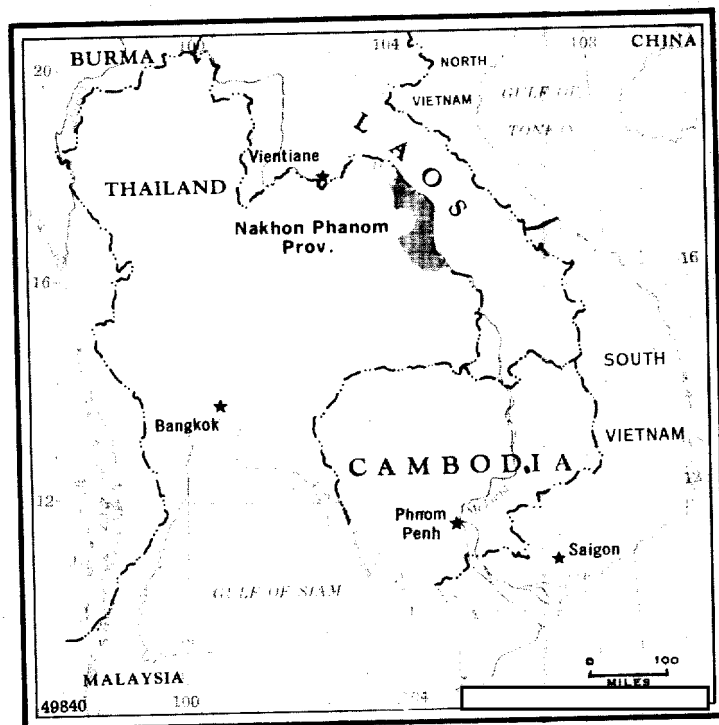 BURMA
100
104
108
CHINA
20
NORTH
VIETNAM
GULF OF
TONKIN
LAOS
Vientiane
THAILAND
Nakhon Phanom
Prov.
16
16
SOUTH
VIETNAM
Bangkok
CAMBODIA
12
12
Phnom
Penh
Saigon
GULF OF SIAM
0 100
MILES
MALAYSIA
49840
100
104